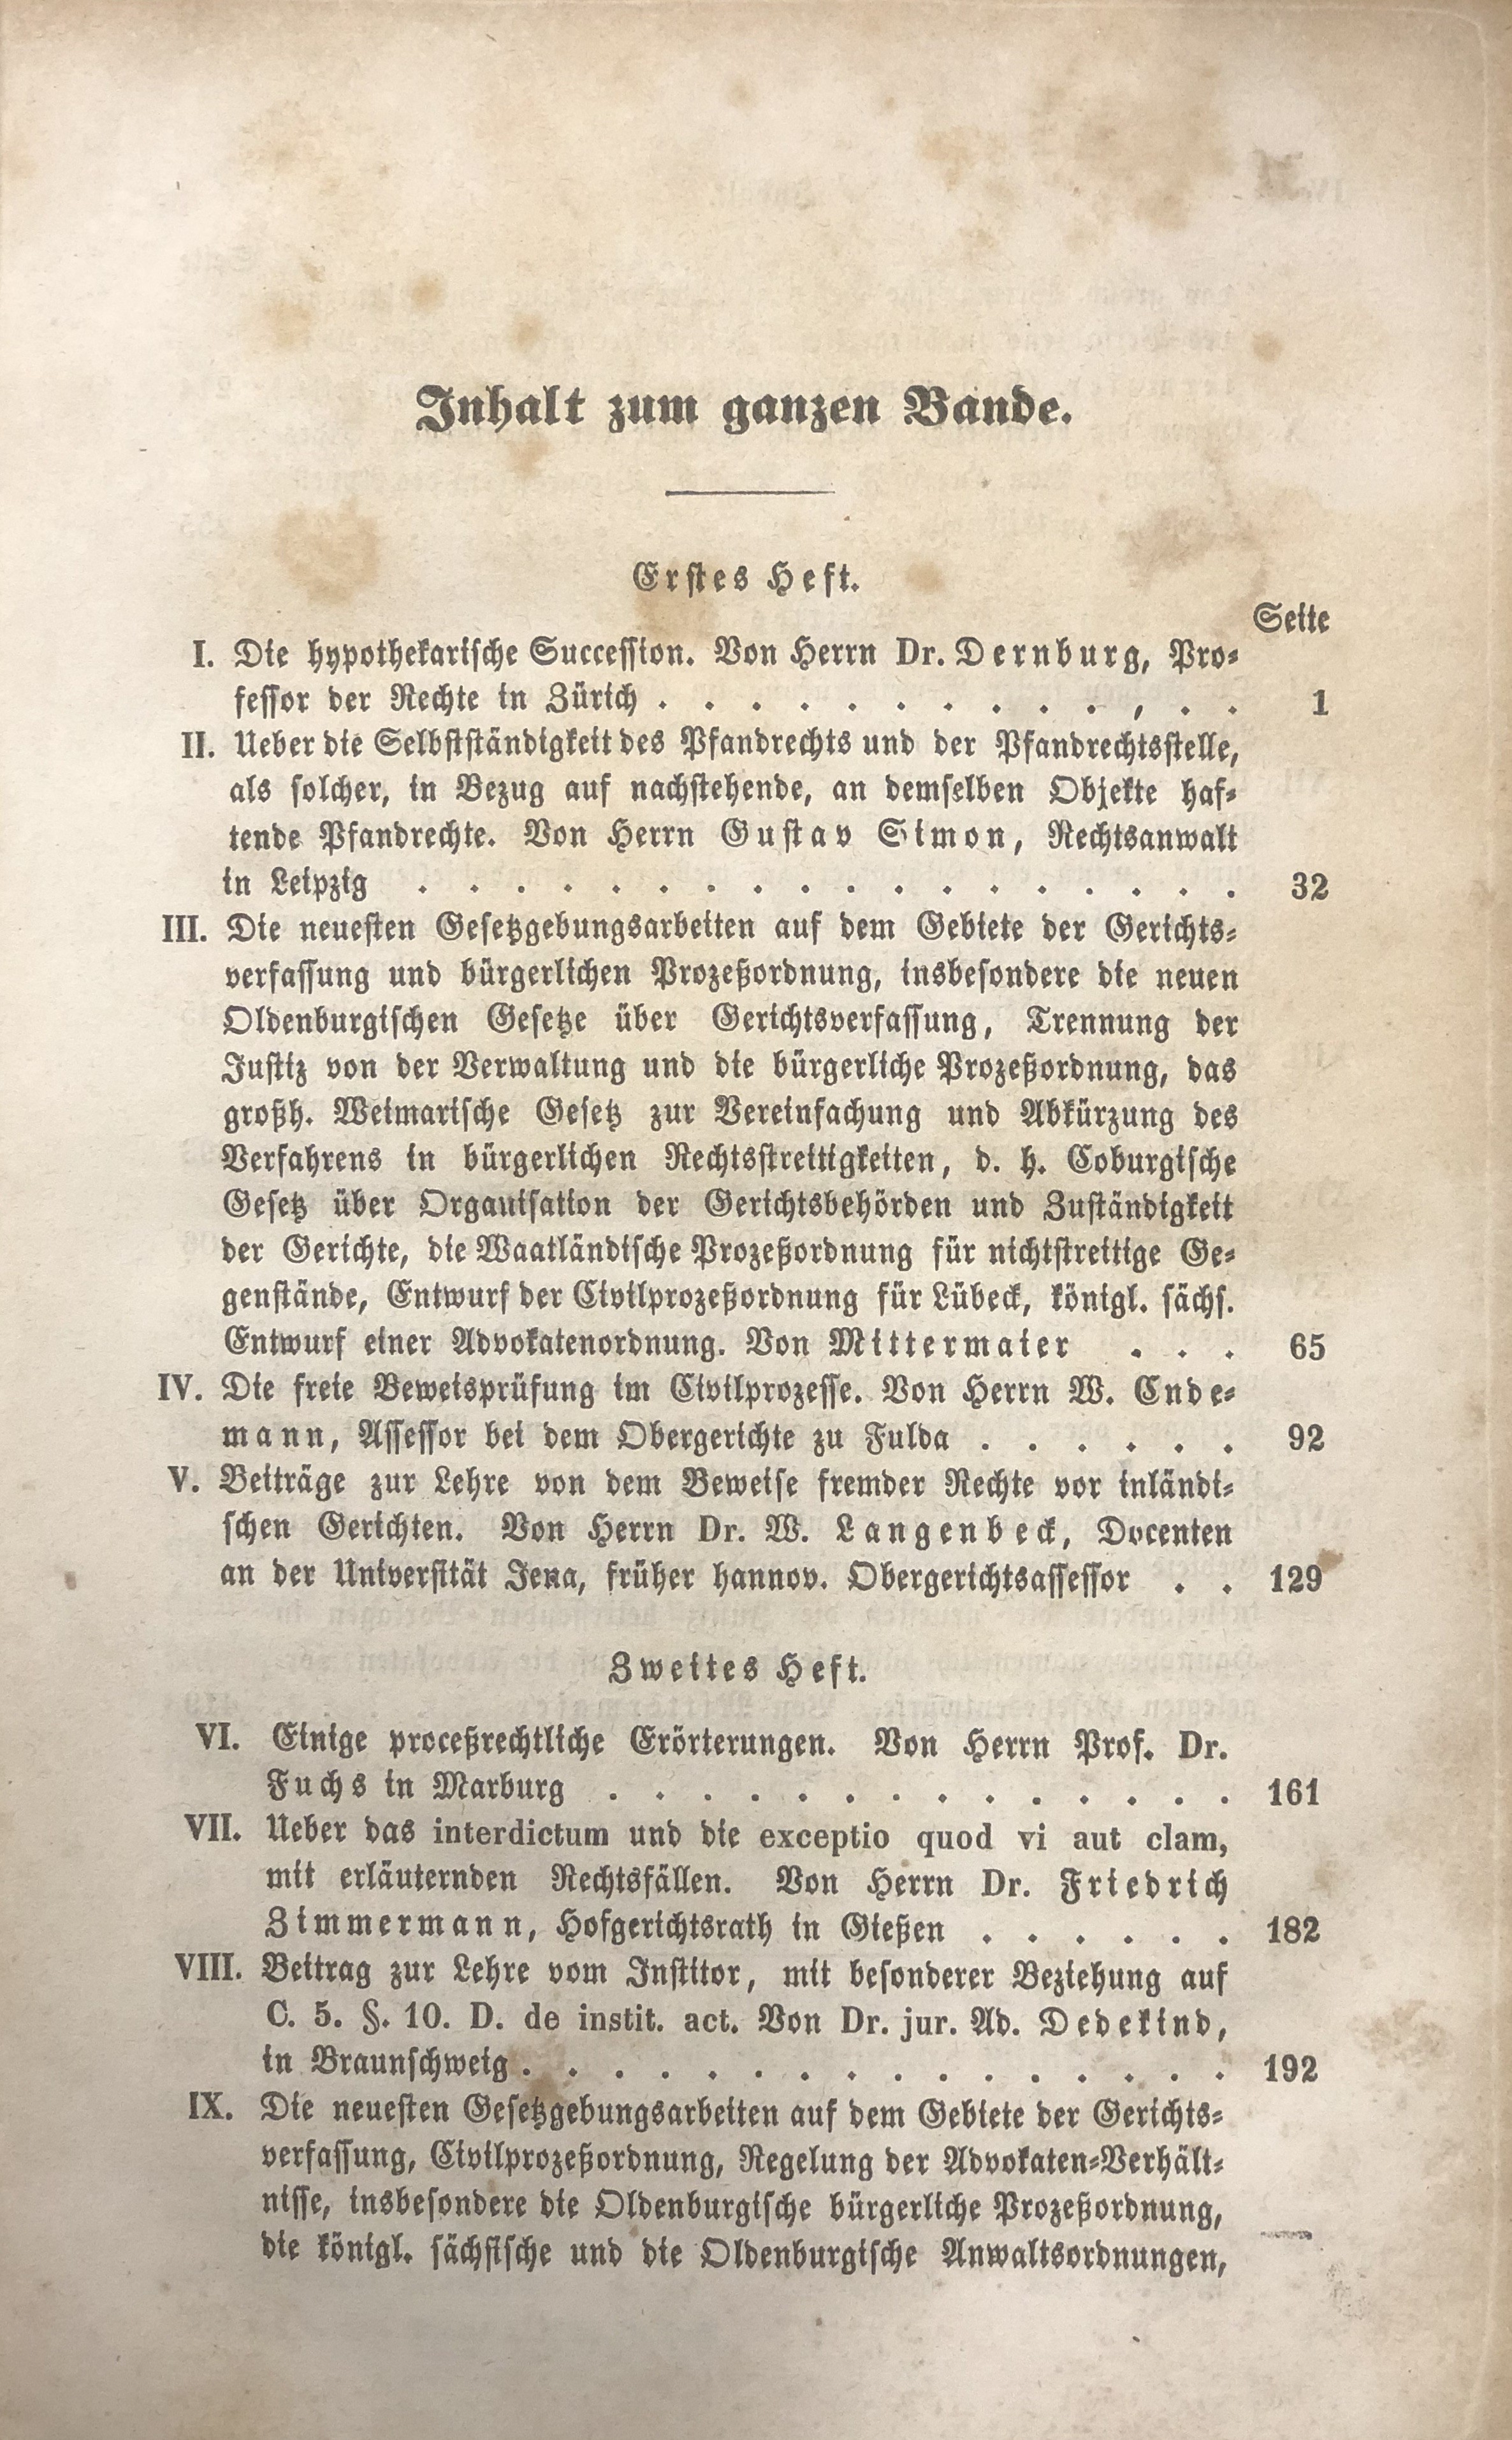 Inhalt zum ganzen Bande.
Erstes Heft.
Seite
I. Die hypothekarische Succession. Von Herrn Dr. Dernburg, Pro-
fessor der Rechte in Zürich . . . . . . . . . . , . . 1
II. Ueber die Selbstständigkeit des Pfandrechts und der Pfandrechtsstelle,
als solcher, in Bezug auf nachstehende, an demselben Objekte haf-
tende Pfandrechte. Von Herrn Gustav Simon, Rechtsanwalt
in Leipzig . . . . . . . . . . . . . . . . . . 32
III. Die neuesten Gesetzgebungsarbeiten auf dem Gebiete der Gerichts-
verfassung und bürgerlichen Prozeßordnung, insbesondere die neuen
Oldenburgischen Gesetze über Gerichtsverfassung, Trennung der
Justiz von der Verwaltung und die bürgerliche Prozeßordnung, das
großh. Weimarische Gesetz zur Vereinfachung und Abkürzung des
Verfahrens in bürgerlichen Rechtsstreitigkeiten, d. h. Coburgische
Gesetz über Organisation der Gerichtsbehörden und Zuständigkeit
der Gerichte, die Waatländische Prozeßordnung für nichtstreitige Ge-
genstände, Entwurf der Civilprozeßordnung für Lübeck, königl. sächs.
Entwurf einer Advokatenordnung. Von Mittermaier . . . 65
IV. Die freie Beweisprüfung im Civilprozesse. Von Herrn W. Ende-
mann, Assessor bei dem Obergerichte zu Fulda . . . . . . 92
V. Beiträge zur Lehre von dem Beweise fremder Rechte vor inländi-
schen Gerichten. Von Herrn Dr. W. Langenbeck, Docenten
an der Universität Jena, früher hannov. Obergerichtsassessor . . 129
Zweites Heft.
VI. Einige proceßrechtliche Erörterungen. Von Herrn Prof. Dr.
Fuchs in Marburg . . . . . . . . . . . . . . 161
VII. Ueber das interdictum und die exceptio quod vi aut clam,
mit erläuternden Rechtsfällen. Von Herrn Dr. Friedrich
Zimmermann, Hofgerichtsrath in Gießen . . . . . . 182
VIII. Beitrag zur Lehre vom Institor, mit besonderer Beziehung auf
C. 5. §. 10. D. de instit. act. Von Dr. jur. Ad. Dedekind,
in Braunschweig . . . . . . . . . . . . . . . . 192
IX. Die neuesten Gesetzgebungsarbeiten auf dem Gebiete der Gerichts-
verfassung, Civilprozeßordnung, Regelung der Advokaten-Verhält-
nisse, insbesondere die Oldenburgische bürgerliche Prozeßordnung,
die königl. sächsische und die Oldenburgische Anwaltsordnungen,